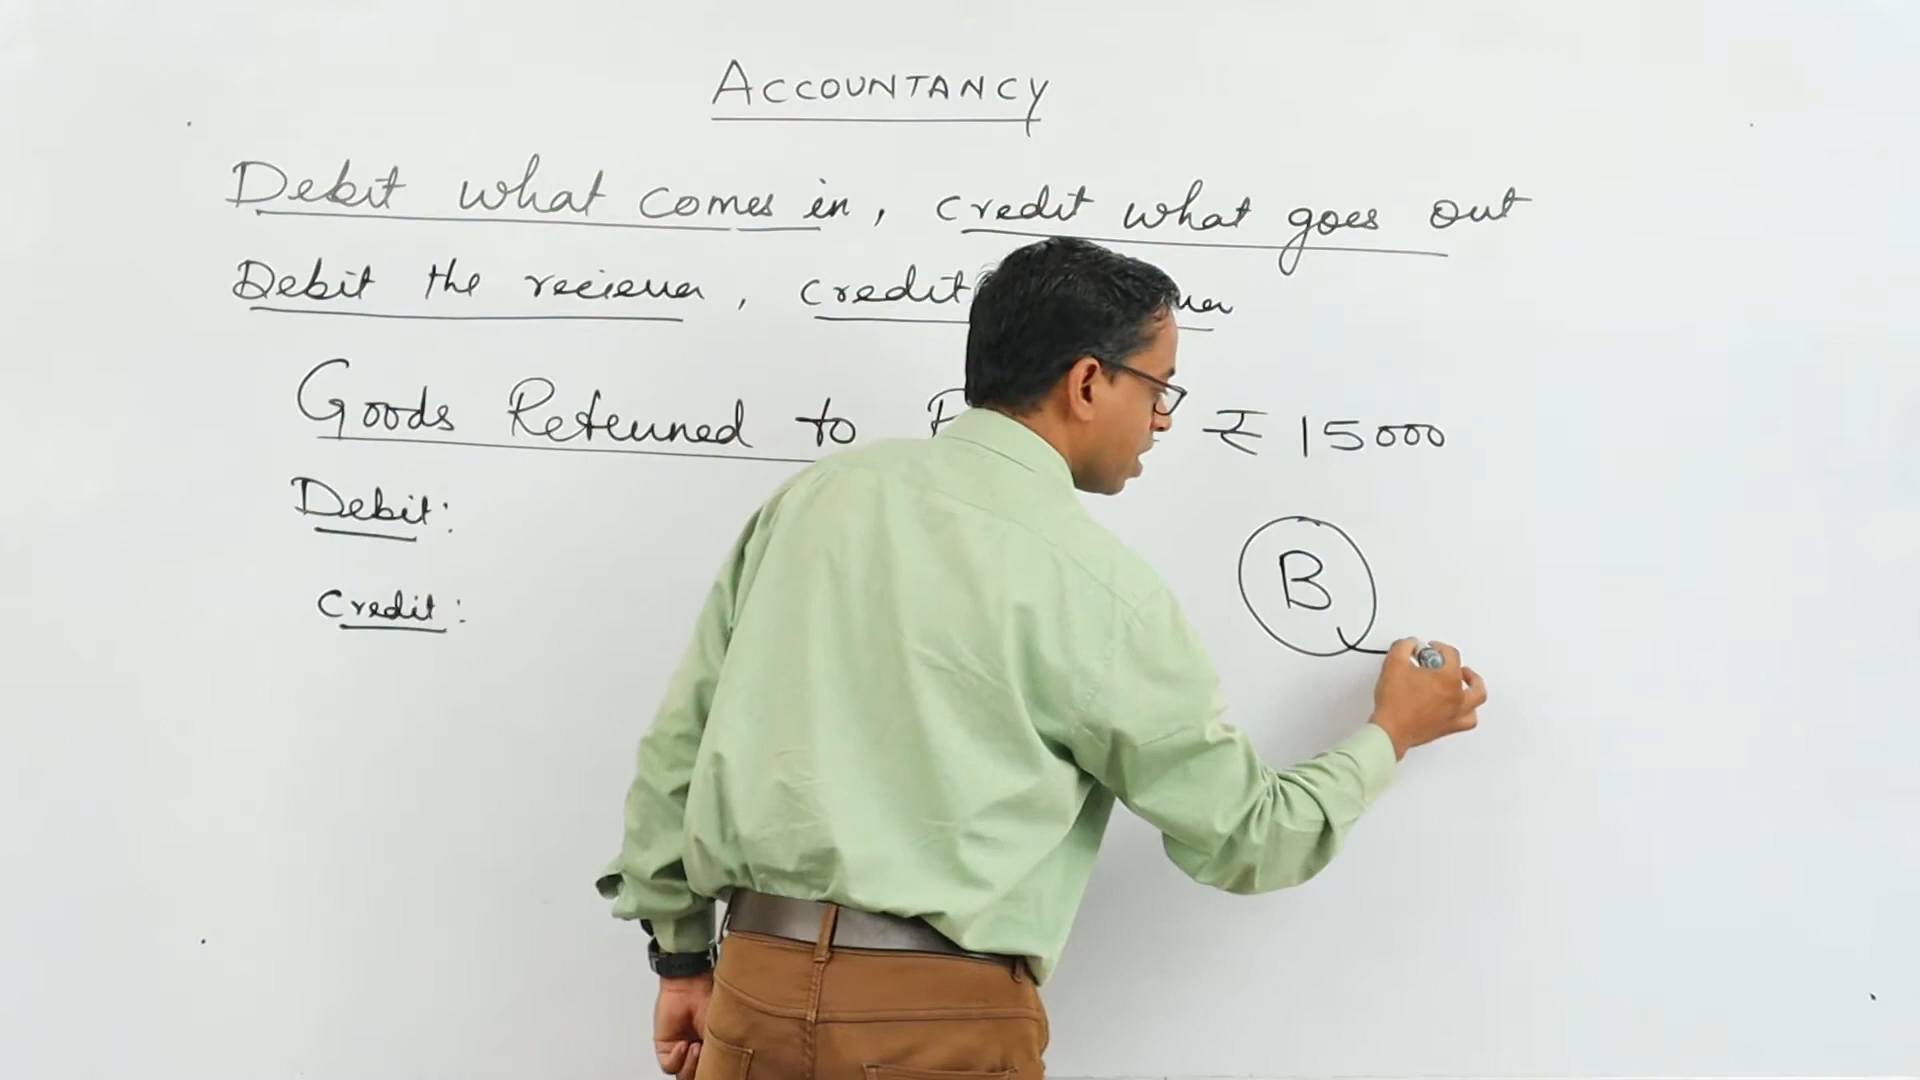 ACCOUNTANCY
Debit what comes in, credit what goes out
Debit the reciever, credit
Goods Returned to ₹ 15000
Debit:
B
Credit: